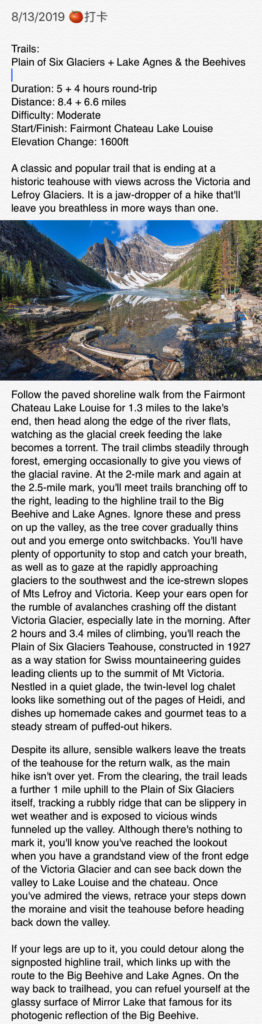 8/13/2019 🍅打卡
Trails:
Plain of Six Glaciers + Lake Agnes & the Beehives
Duration: 5 + 4 hours round-trip
Distance: 8.4 + 6.6 miles
Difficulty: Moderate
Start/Finish: Fairmont Chateau Lake Louise
Elevation Change: 1600ft
A classic and popular trail that is ending at a
historic teahouse with views across the Victoria and
Lefroy Glaciers. It is a jaw-dropper of a hike that'll
leave you breathless in more ways than one.
Follow the paved shoreline walk from the Fairmont
Chateau Lake Louise for 1.3 miles to the lake's
end, then head along the edge of the river flats,
watching as the glacial creek feeding the lake
becomes a torrent. The trail climbs steadily through
forest, emerging occasionally to give you views of
the glacial ravine. At the 2-mile mark and again at
the 2.5-mile mark, you'll meet trails branching off to
the right, leading to the highline trail to the Big
Beehive and Lake Agnes. Ignore these and press
on up the valley, as the tree cover gradually thins
out and you emerge onto switchbacks. You'll have
plenty of opportunity to stop and catch your breath,
as well as to gaze at the rapidly approaching
glaciers to the southwest and the ice-strewn slopes
of Mts Lefroy and Victoria. Keep your ears open for
the rumble of avalanches crashing off the distant
Victoria Glacier, especially late in the morning. After
2 hours and 3.4 miles of climbing, you'll reach the
Plain of Six Glaciers Teahouse, constructed in 1927
as a way station for Swiss mountaineering guides
leading clients up to the summit of Mt Victoria.
Nestled in a quiet glade, the twin-level log chalet
looks like something out of the pages of Heidi, and
dishes up homemade cakes and gourmet teas to a
steady stream of puffed-out hikers.
Despite its allure, sensible walkers leave the treats
of the teahouse for the return walk, as the main
hike isn't over yet. From the clearing, the trail leads
a further 1 mile uphill to the Plain of Six Glaciers
itself, tracking a rubbly ridge that can be slippery in
wet weather and is exposed to vicious winds
funneled up the valley. Although there's nothing to
mark it, you'll know you've reached the lookout
when you have a grandstand view of the front edge
of the Victoria Glacier and can see back down the
valley to Lake Louise and the chateau. Once
you've admired the views, retrace your steps down
the moraine and visit the teahouse before heading
back down the valley.
If your legs are up to it, you could detour along the
signposted highline trail, which links up with the
route to the Big Beehive and Lake Agnes. On the
way back to trailhead, you can refuel yourself at the
glassy surface of Mirror Lake that famous for its
photogenic reflection of the Big Beehive.